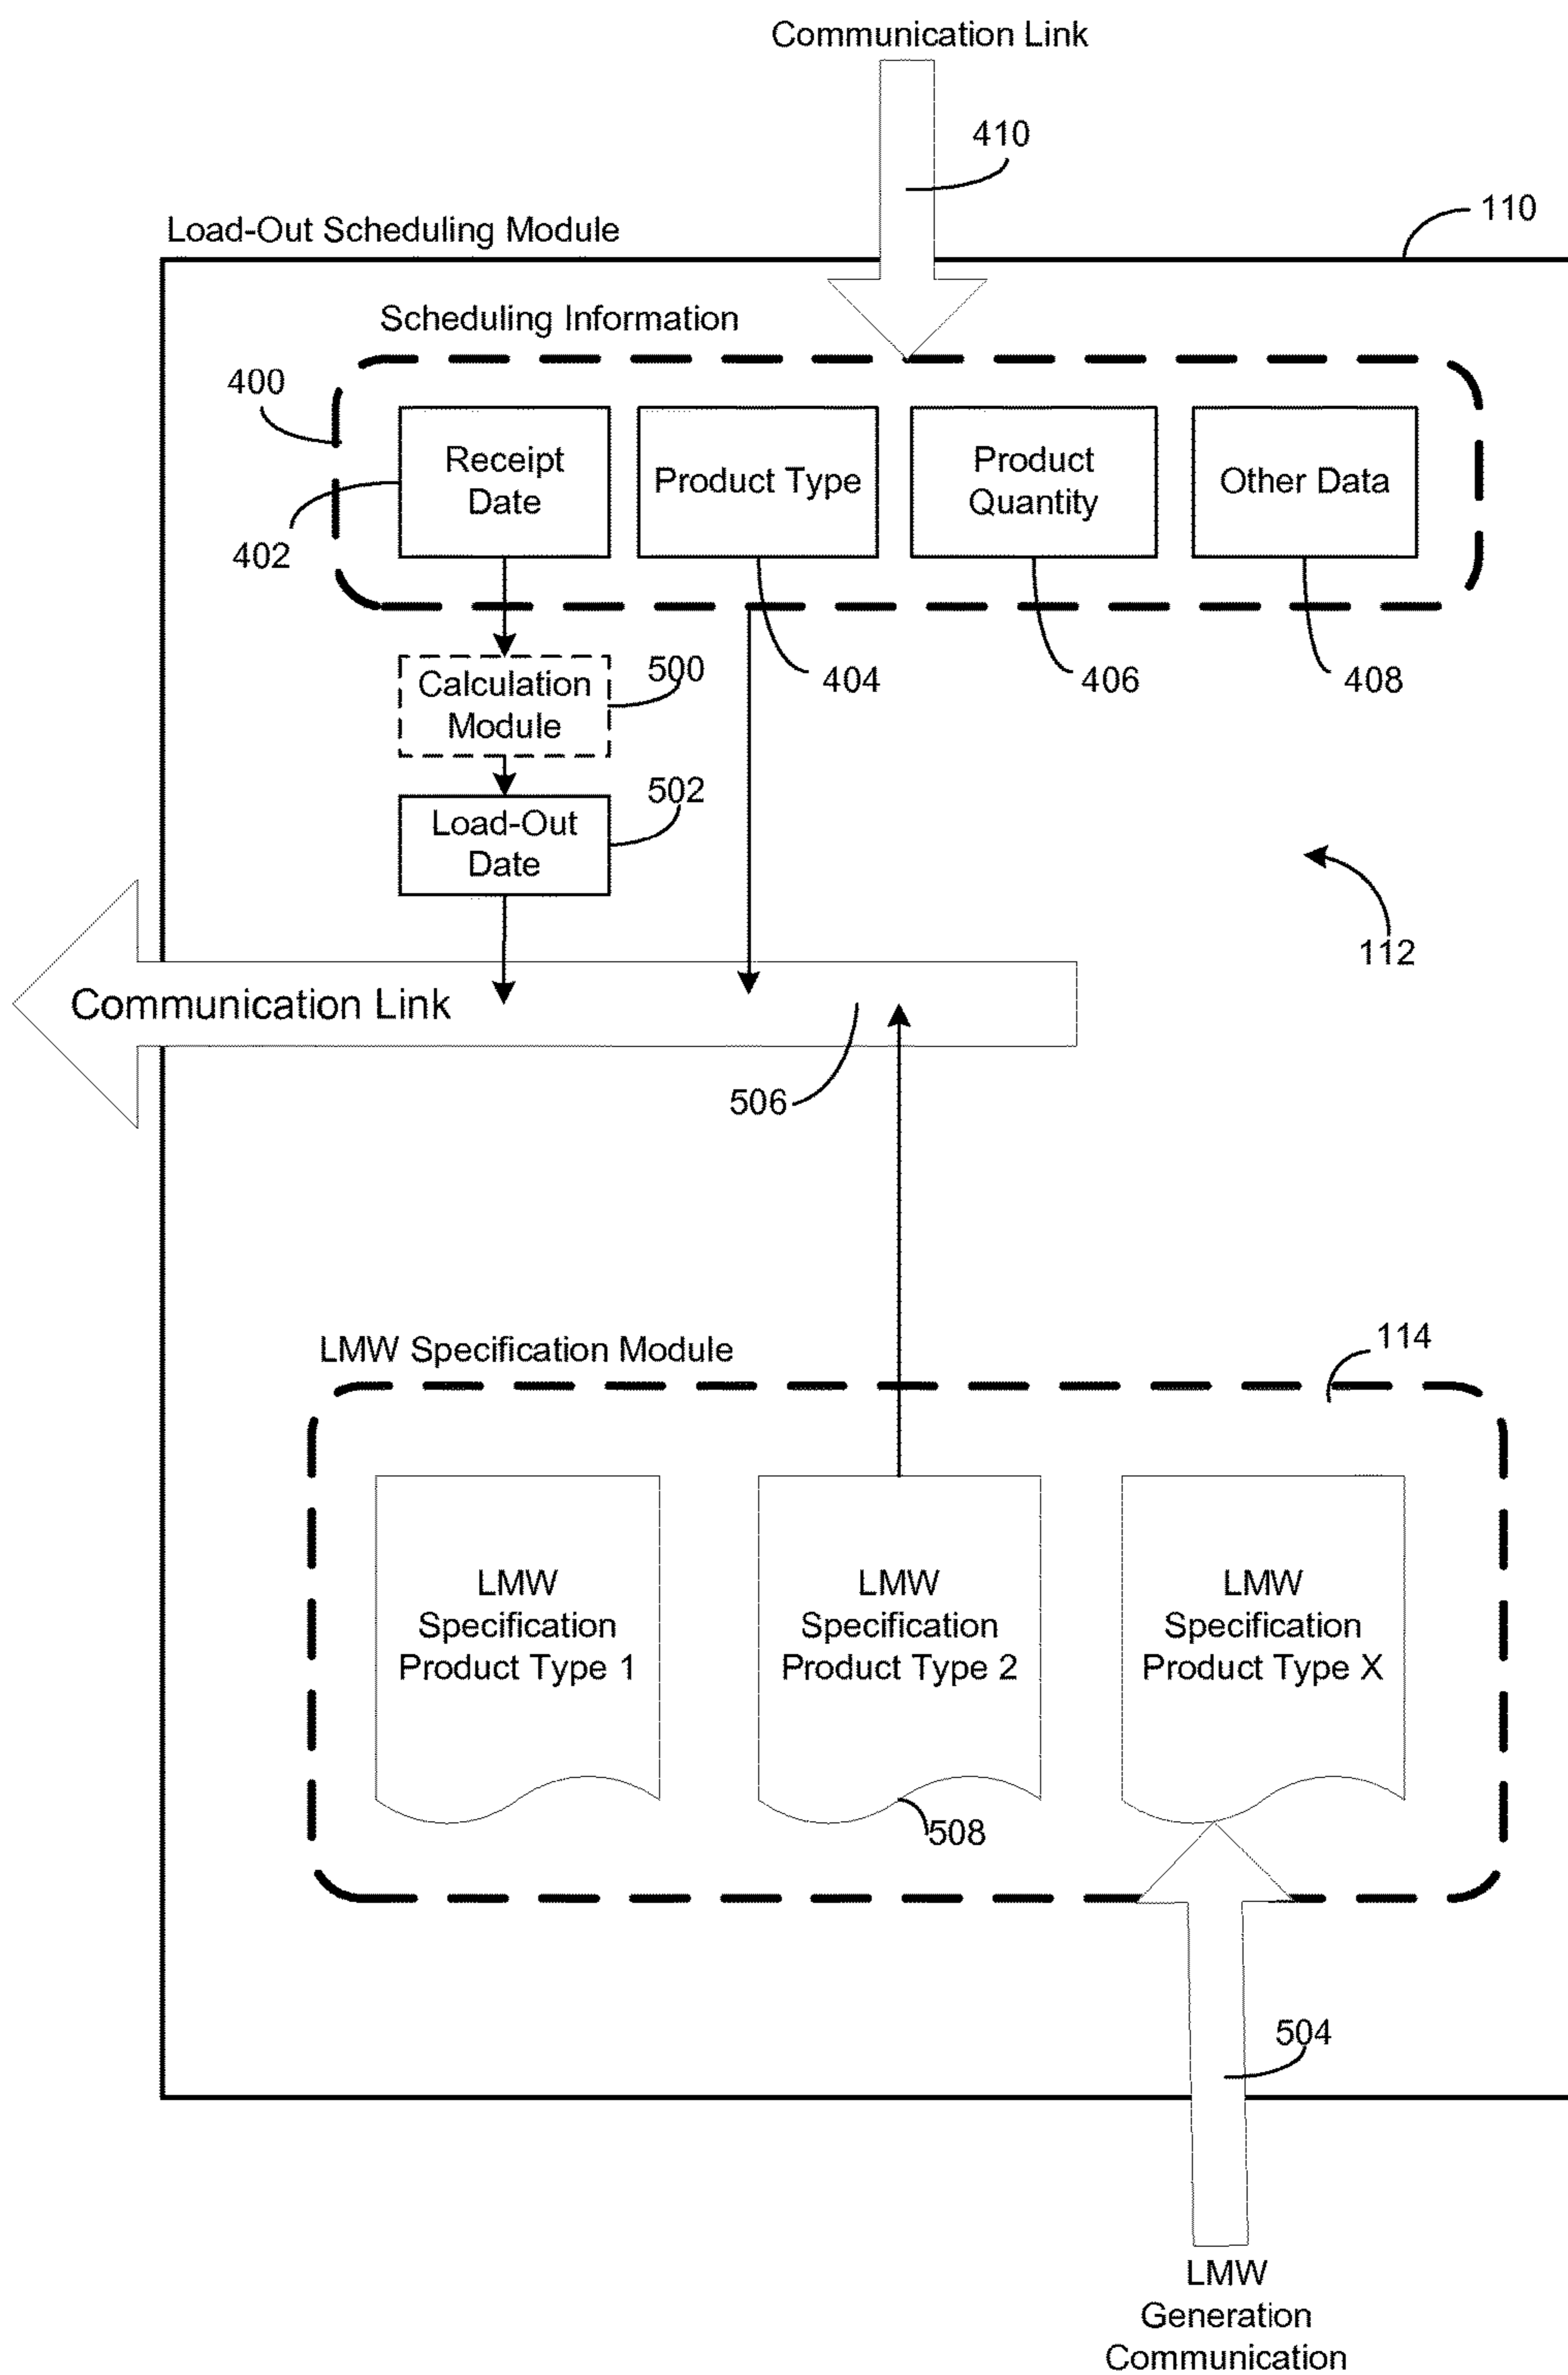 Communication Link
410
Load-Out Scheduling Module
110
Scheduling Information
400
Receipt
Date
Product Type
Product
Quantity
Other Data
402
404
406
408
Calculation
Module
500
Load-Out
Date
502
112
Communication Link
506
LMW Specification Module
114
LMW
Specification
Product Type 1
LMW
Specification
Product Type 2
LMW
Specification
Product Type X
508
504
LMW
Generation
Communication